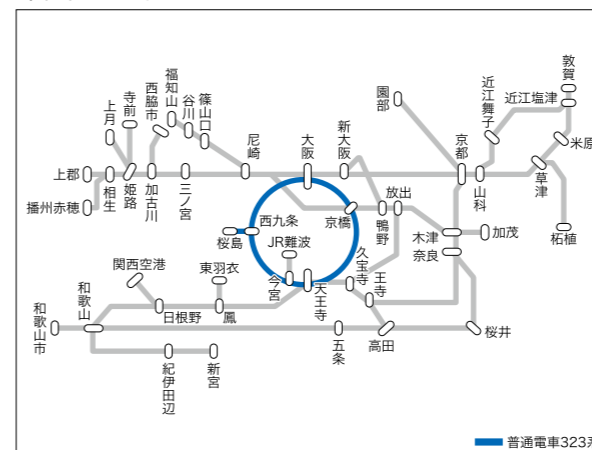 敦賀
近江塩津
近江舞子
米原
園部
京都
山科
草津
柘植
新大阪
大阪
尼崎
篠山口
谷川
福知山
西脇市
寺前
上月
上郡
播州赤穂
相生
姫路
加古川
三ノ宮
放出
鴫野
京橋
西九条
桜島
JR難波
今宮
天王寺
久宝寺
王寺
木津
奈良
加茂
関西空港
東羽衣
日根野
鳳
和歌山
和歌山市
五条
高田
桜井
紀伊田辺
新宮
普通電車323系